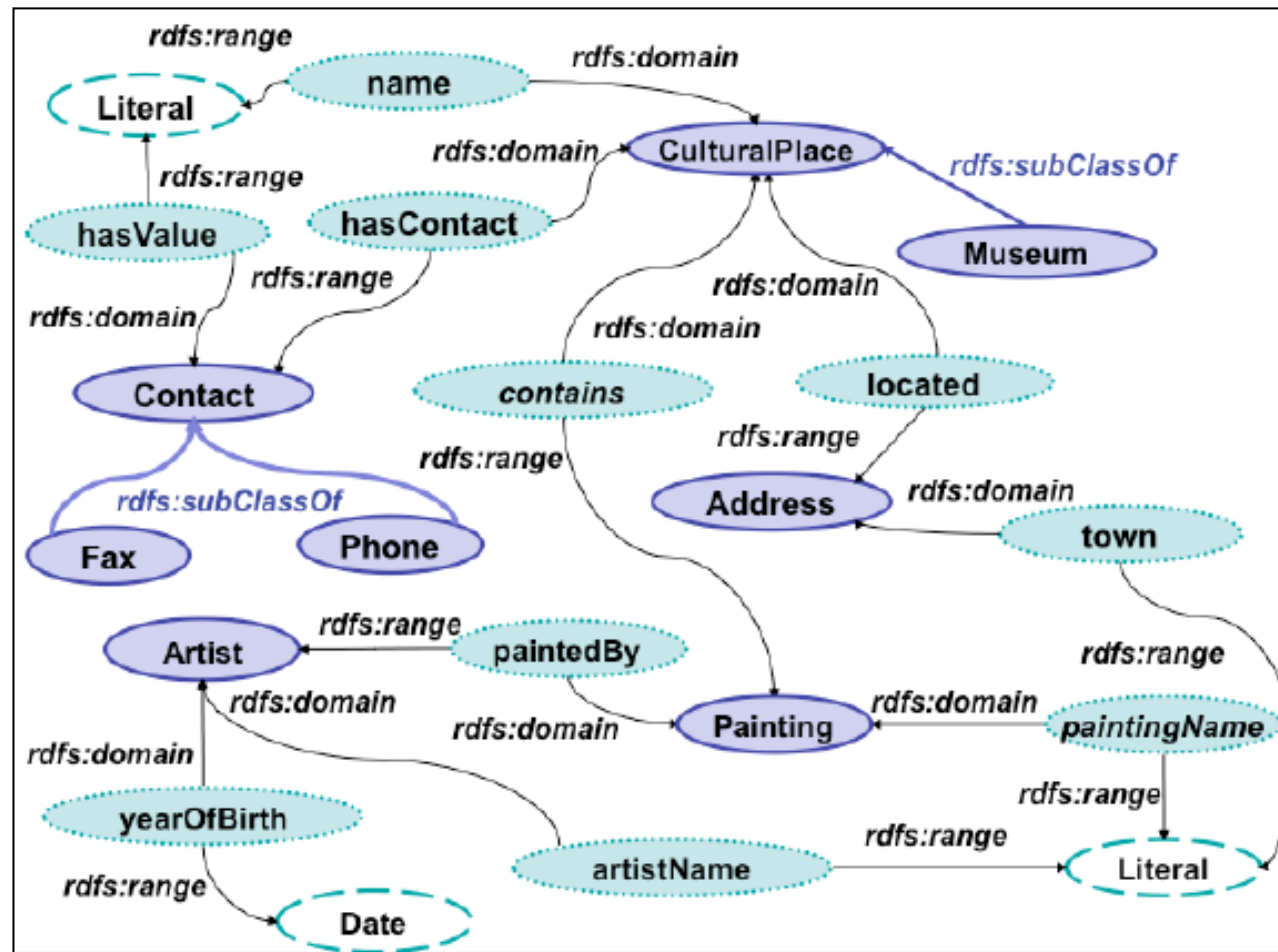 rdfs:range
name
rdfs:domain
Literal
rdfs:domain
CulturalPlace
rdfs:subClassOf
rdfs:range
hasValue
hasContact
Museum
rdfs:range
rdfs:domain
rdfs:domain
rdfs:domain
Contact
contains
located
rdfs:range
rdfs:range
rdfs:subClassOf
Address
rdfs:domain
Fax
Phone
town
Artist
rdfs:range
paintedBy
rdfs:range
rdfs:domain
rdfs:domain
Painting
rdfs:domain
paintingName
rdfs:domain
yearOfBirth
rdfs:range
rdfs:range
artistName
rdfs:range
Literal
Date